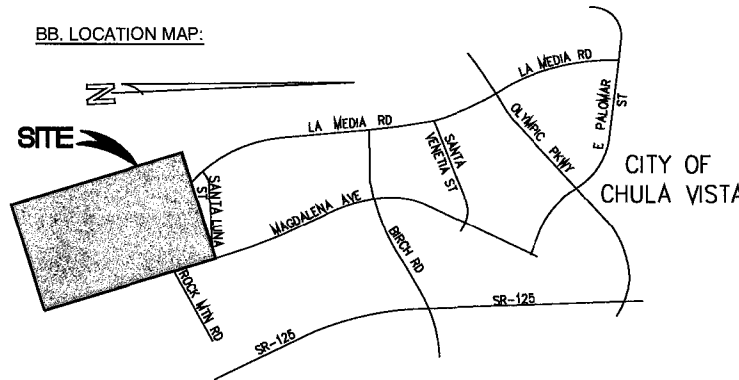 BB. LOCATION MAP:
N
SITE
LA MEDIA RD
LA MEDIA RD
OLYMPIC PKWY
E PALOMAR
ST
SANTA
VENETIA ST
CITY OF
CHULA VISTA
SANTA LUNA
ST
MAGDALENA AVE
BIRCH RD
ROCK MTN RD
SR-125
SR-125